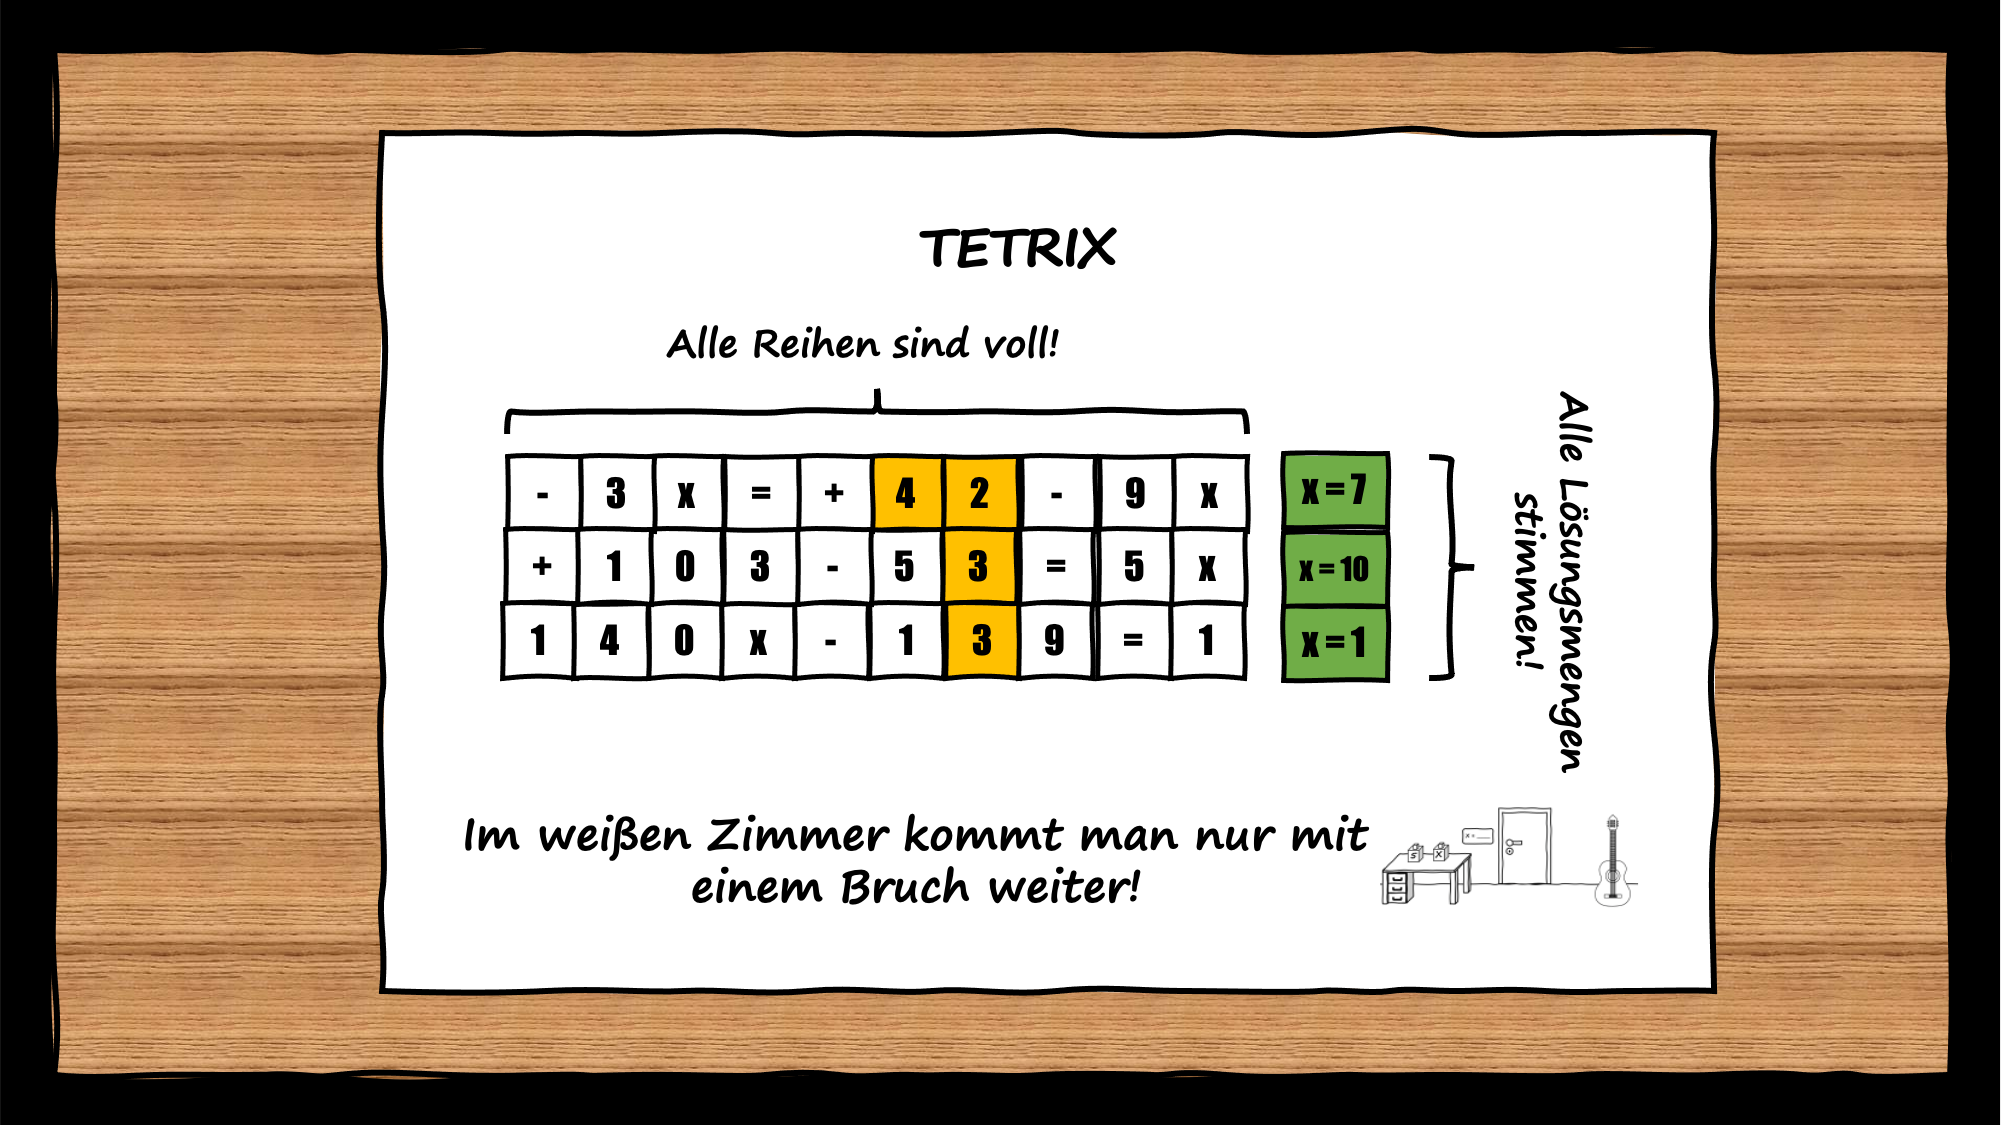 TETRIX
Alle Reihen sind voll!
- 3 x = + 4 2 - 9 x x = 7
+ 1 0 3 - 5 3 = 5 x x = 10
1 4 0 x - 1 3 9 = 1 x = 1
Alle Lösungsmengen
stimmen!
Im weißen Zimmer kommt man nur mit
einem Bruch weiter!